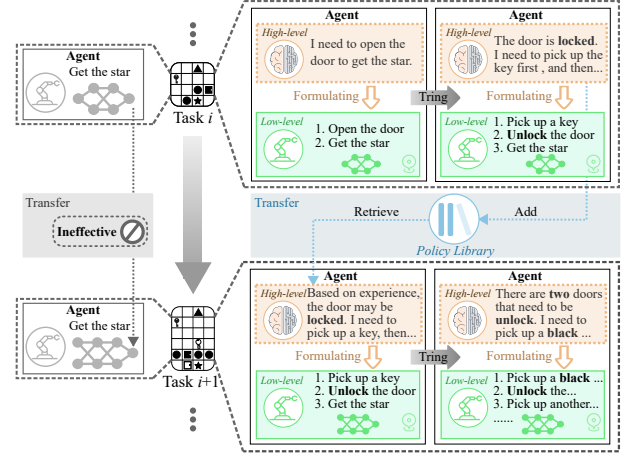 Agent
Get the star
Task i
Agent
High-level
I need to open the
door to get the star.
Formulating
Low-level
1. Open the door
2. Get the star
Tring
Agent
High-level
The door is locked.
I need to pick up the
key first , and then...
Formulating
Low-level
1. Pick up a key
2. Unlock the door
3. Get the star
Transfer
Ineffective
Transfer
Retrieve
Add
Policy Library
Agent
Get the star
Task i+1
Agent
High-level
Based on experience,
the door may be
locked. I need to
pick up a key, then...
Formulating
Low-level
1. Pick up a key
2. Unlock the door
3. Get the star
Tring
Agent
High-level
There are two doors
that need to be
unlock. I need to
pick up a black ...
Formulating
Low-level
1. Pick up a black ...
2. Unlock the...
3. Pick up another...
......